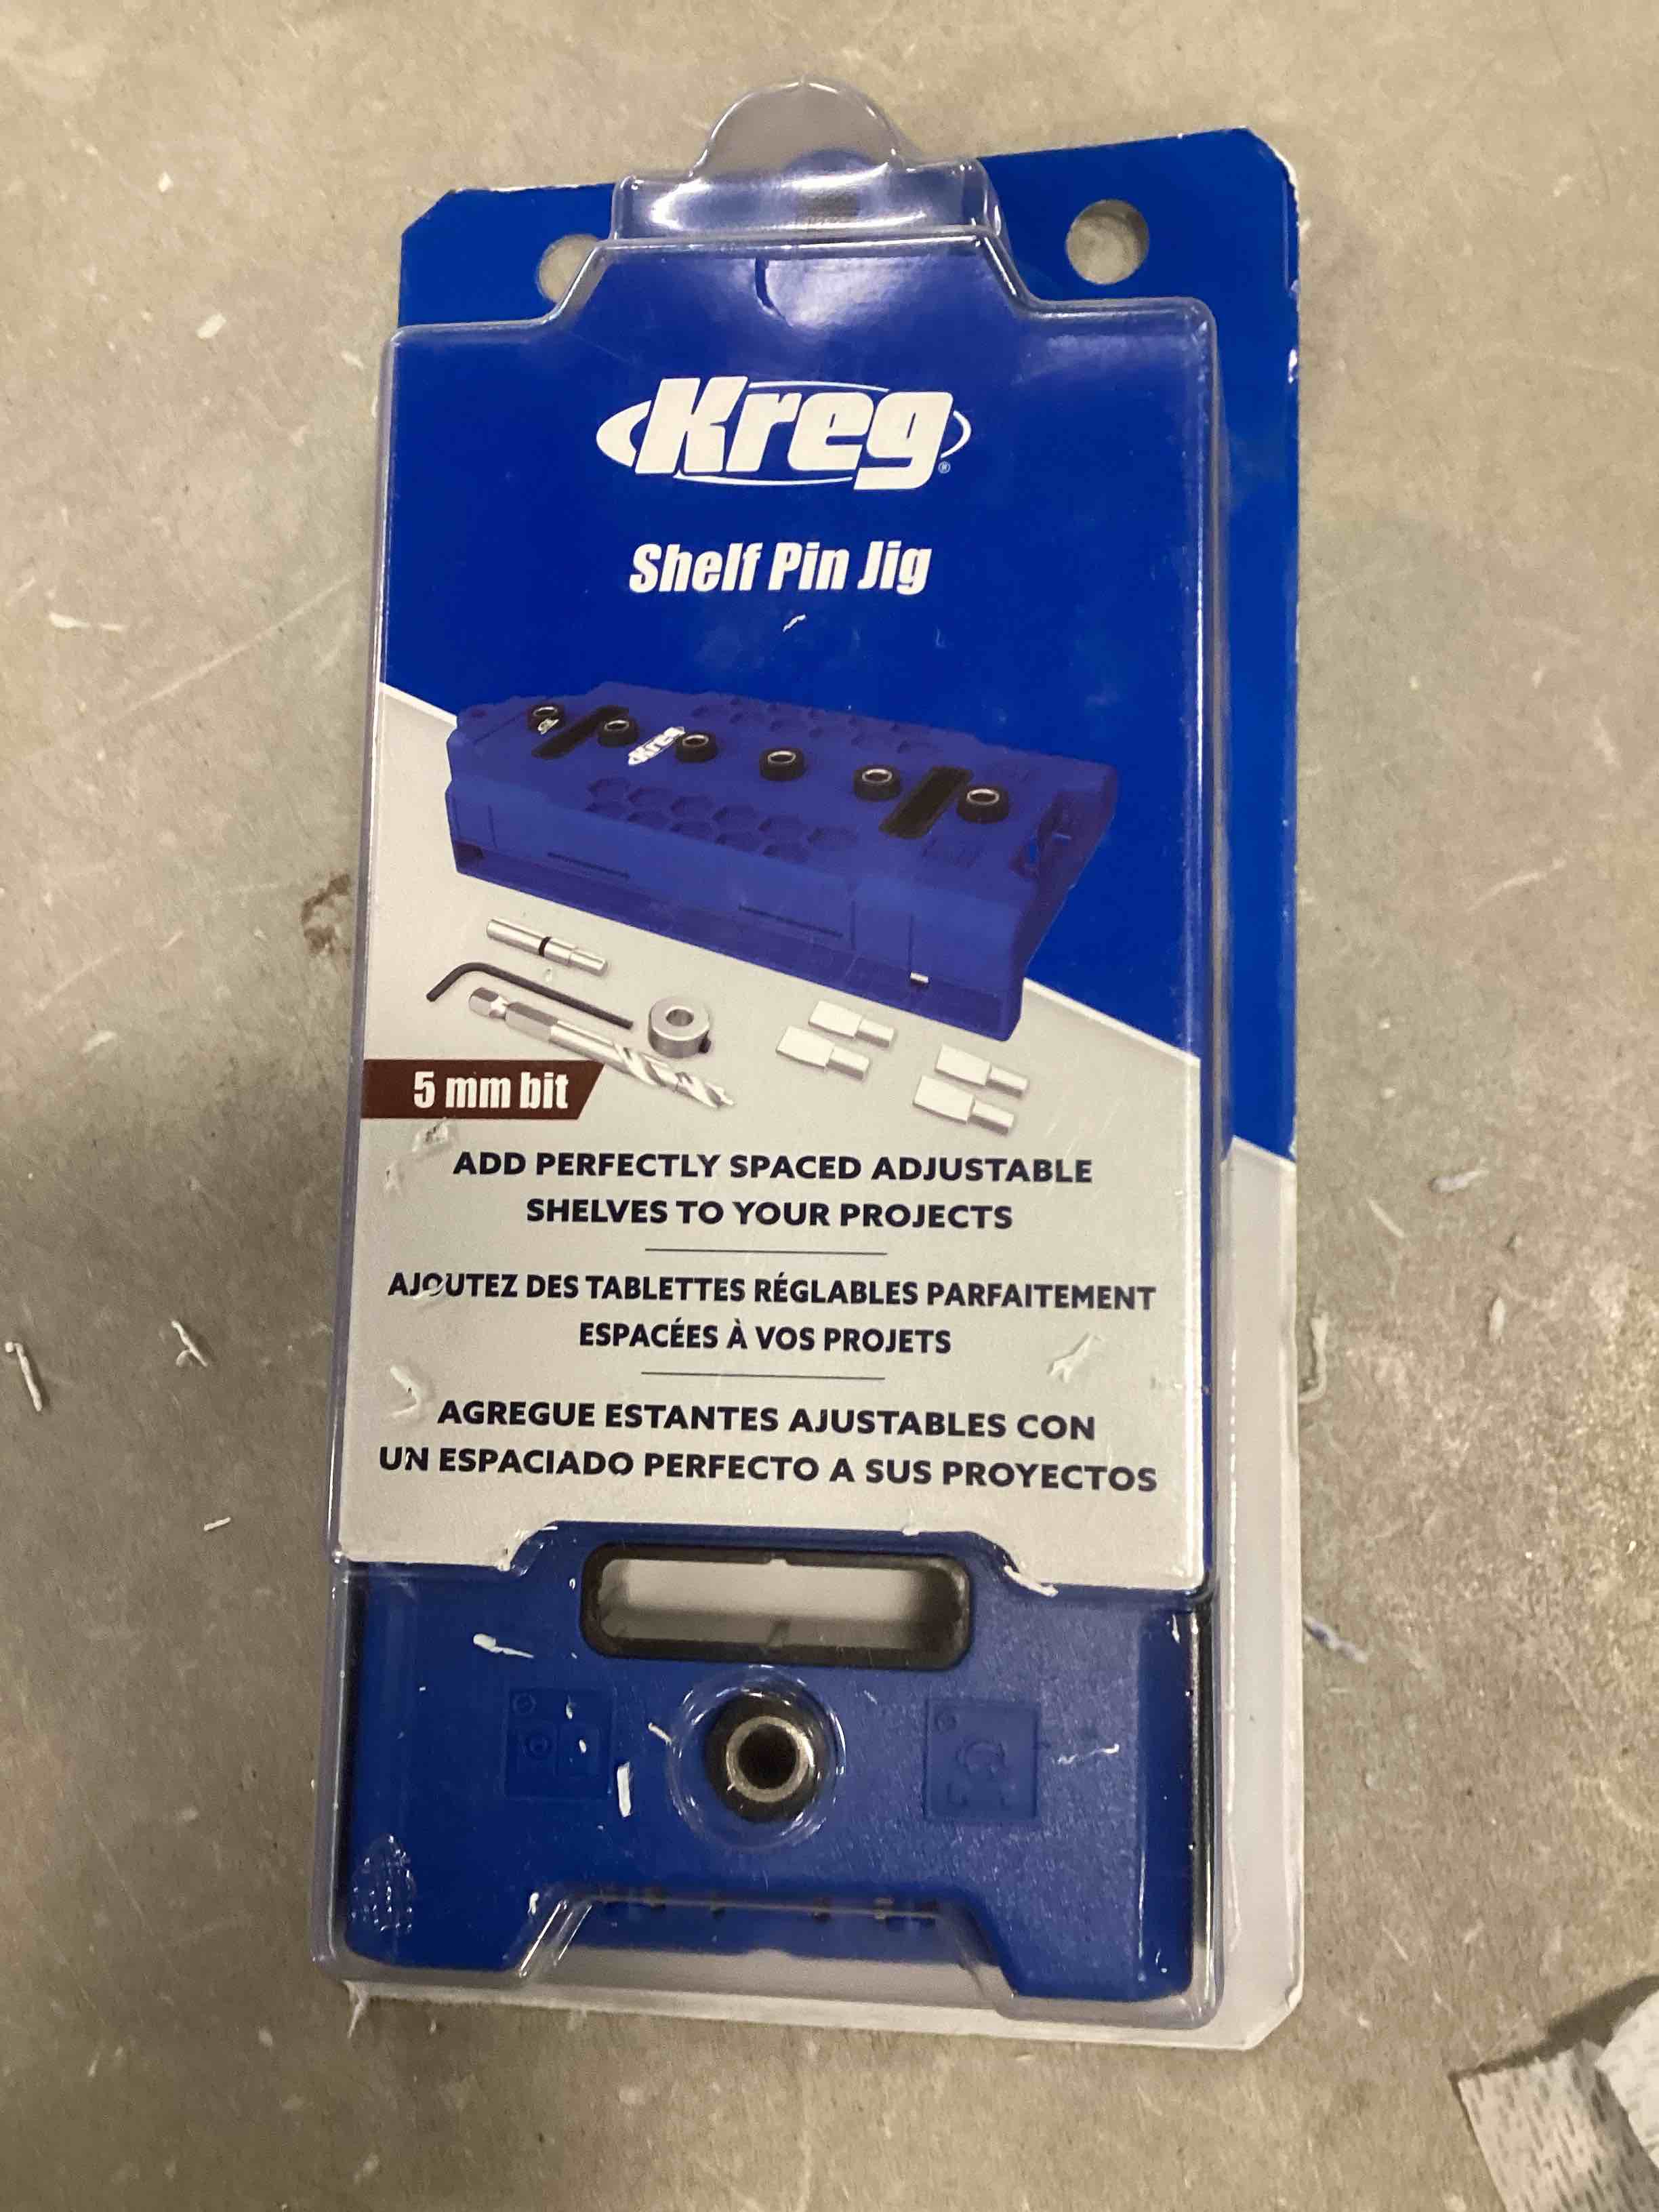 Kreg®
Shelf Pin Jig
Kreg
5 mm bit
ADD PERFECTLY SPACED ADJUSTABLE
SHELVES TO YOUR PROJECTS
AJOUTEZ DES TABLETTES RÉGLABLES PARFAITEMENT
ESPACÉES À VOS PROJETS
AGREGUE ESTANTES AJUSTABLES CON
UN ESPACIADO PERFECTO A SUS PROYECTOS